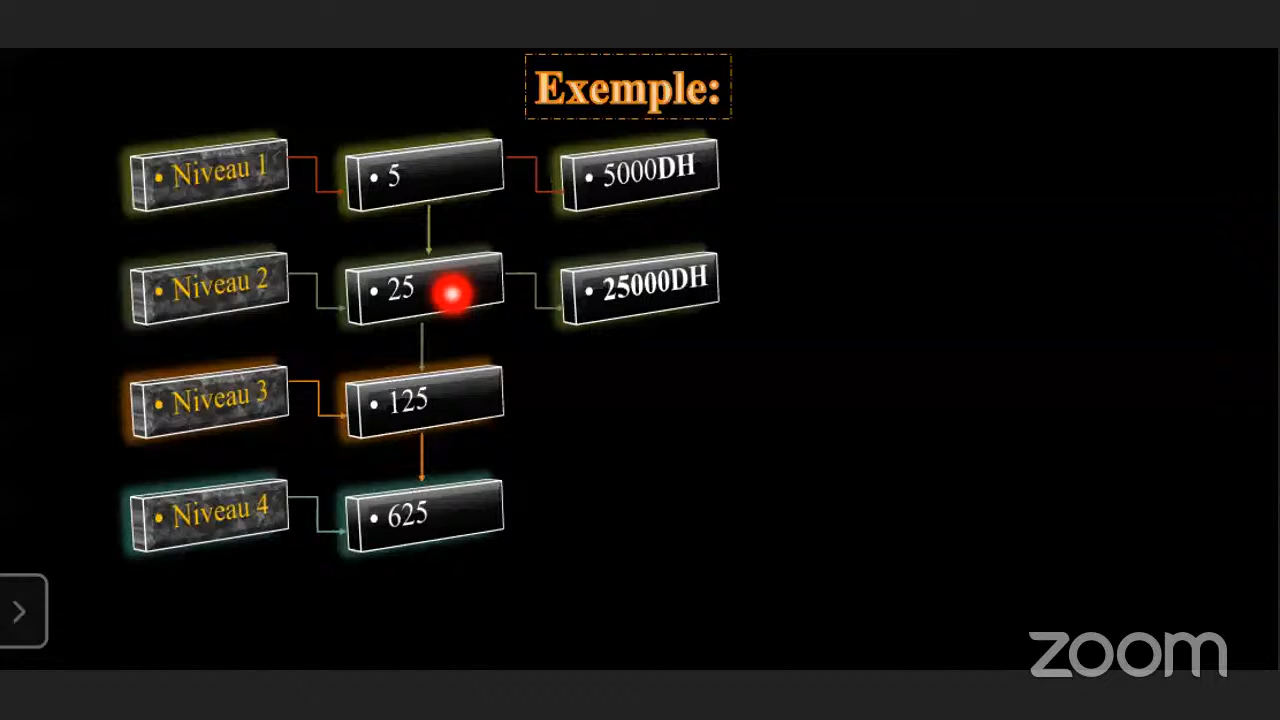 Exemple:
• Niveau 1 • 5 • 5000DH
• Niveau 2 • 25 • 25000DH
• Niveau 3 • 125
• Niveau 4 • 625
zoom